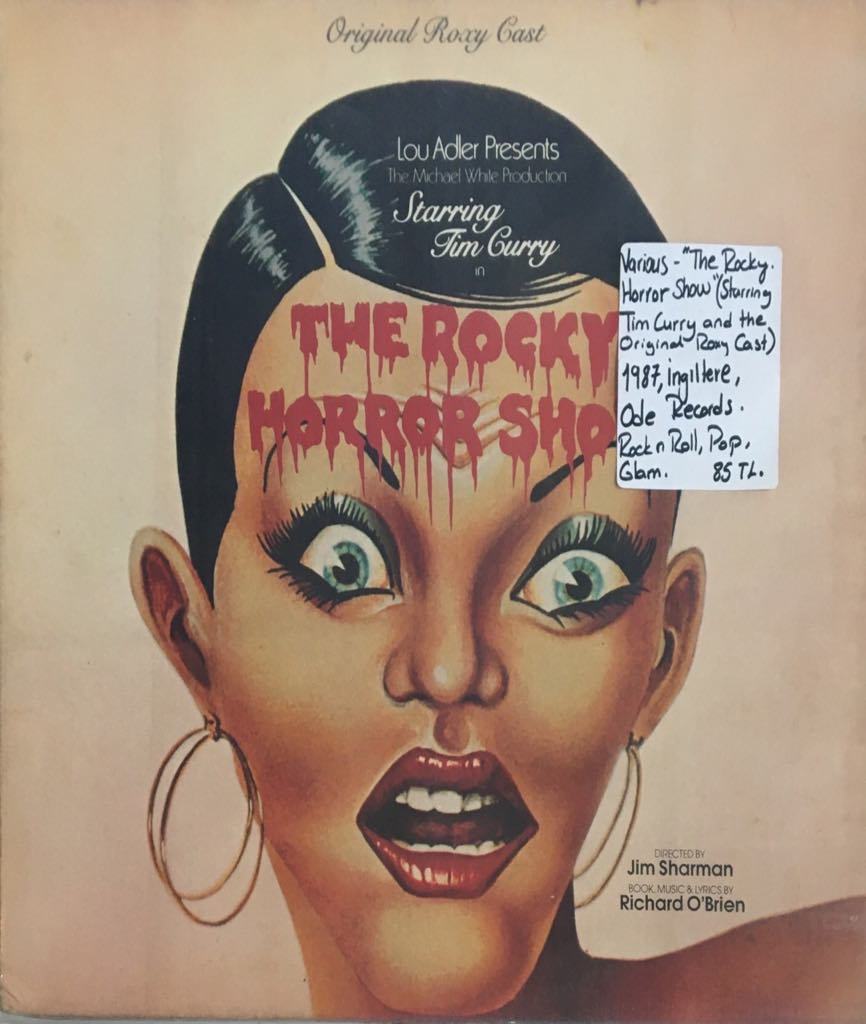 Original Roxy Cast
Lou Adler Presents
The Michael White Production
Starring
Tim Curry
in
THE ROCKY
HORROR SHO
Various - "The Rocky
Horror Show" (Starring
Tim Curry and the
Original Roxy Cast)
1987, ingiltere,
Ode Records.
Rock n Roll, Pop,
Glam. 85 TL.
DIRECTED BY
Jim Sharman
BOOK, MUSIC & LYRICS BY
Richard O'Brien